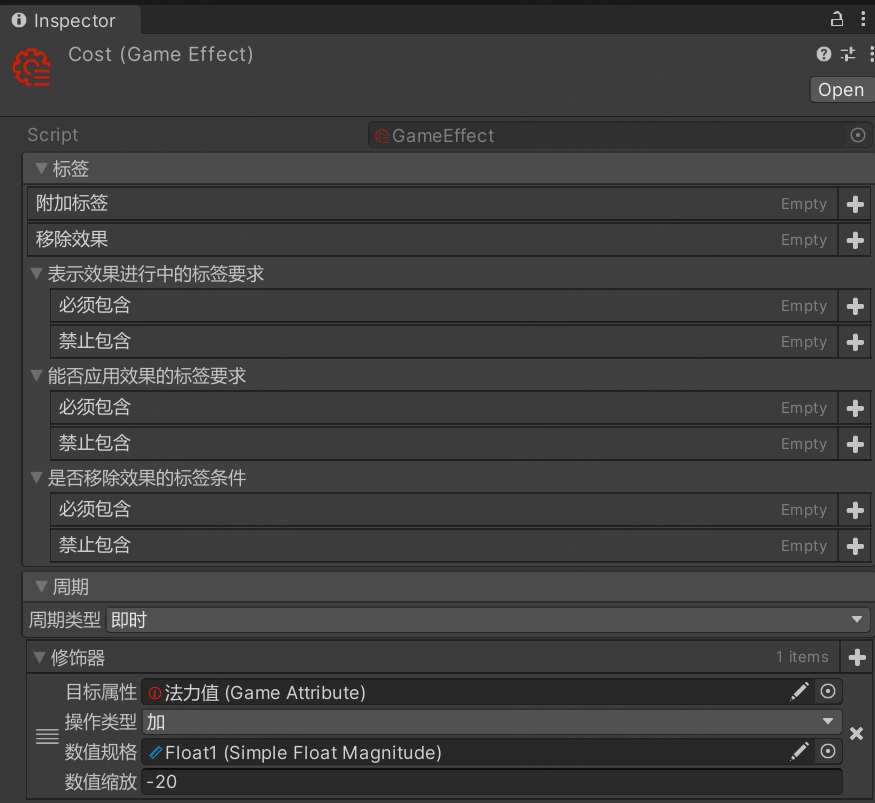 Inspector
Cost (Game Effect)
Open
Script GameEffect
标签
附加标签 Empty
移除效果 Empty
表示效果进行中的标签要求
必须包含 Empty
禁止包含 Empty
能否应用效果的标签要求
必须包含 Empty
禁止包含 Empty
是否移除效果的标签条件
必须包含 Empty
禁止包含 Empty
周期
周期类型 即时
修饰器 1 items
目标属性 法力值 (Game Attribute)
操作类型 加
数值规格 Float1 (Simple Float Magnitude)
数值缩放 -20